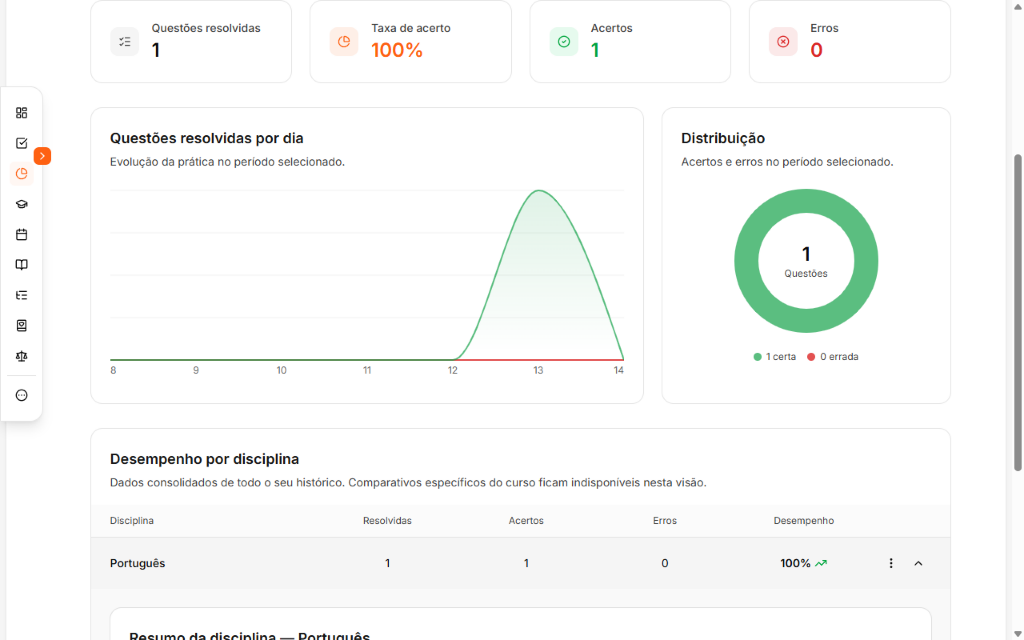 Questões resolvidas
1
Taxa de acerto
100%
Acertos
1
Erros
0
Questões resolvidas por dia
Evolução da prática no período selecionado.
8 9 10 11 12 13 14
Distribuição
Acertos e erros no período selecionado.
1
Questões
1 certa 0 errada
Desempenho por disciplina
Dados consolidados de todo o seu histórico. Comparativos específicos do curso ficam indisponíveis nesta visão.
Disciplina Resolvidas Acertos Erros Desempenho
Português 1 1 0 100%
Resumo da disciplina — Português